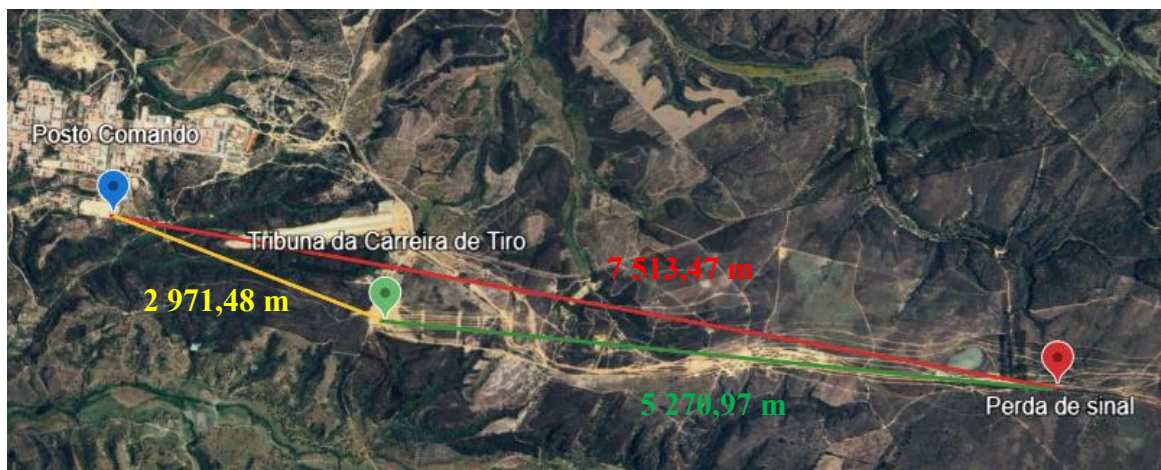 Posto Comando
Tribuna da Carreira de Tiro
7 513,47 m
2 971,48 m
5 270,97 m
Perda de sinal